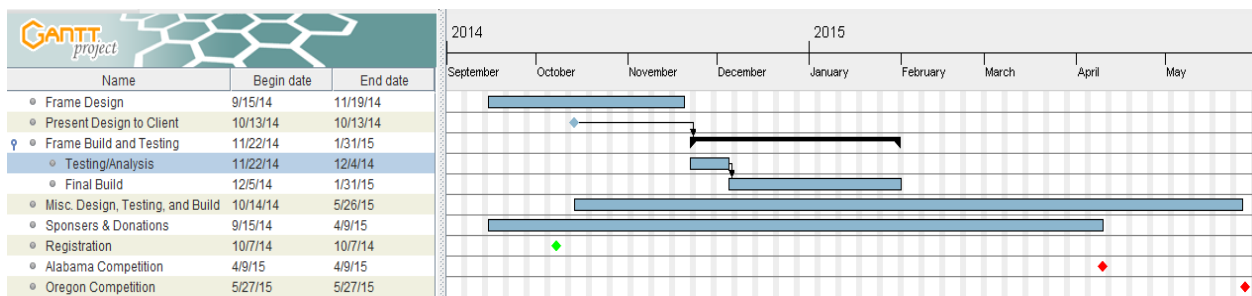 GANTT
project
2014 2015
Name Begin date End date
September October November December January February March April May
Frame Design 9/15/14 11/19/14
Present Design to Client 10/13/14 10/13/14
Frame Build and Testing 11/22/14 1/31/15
Testing/Analysis 11/22/14 12/4/14
Final Build 12/5/14 1/31/15
Misc. Design, Testing, and Build 10/14/14 5/26/15
Sponsers & Donations 9/15/14 4/9/15
Registration 10/7/14 10/7/14
Alabama Competition 4/9/15 4/9/15
Oregon Competition 5/27/15 5/27/15